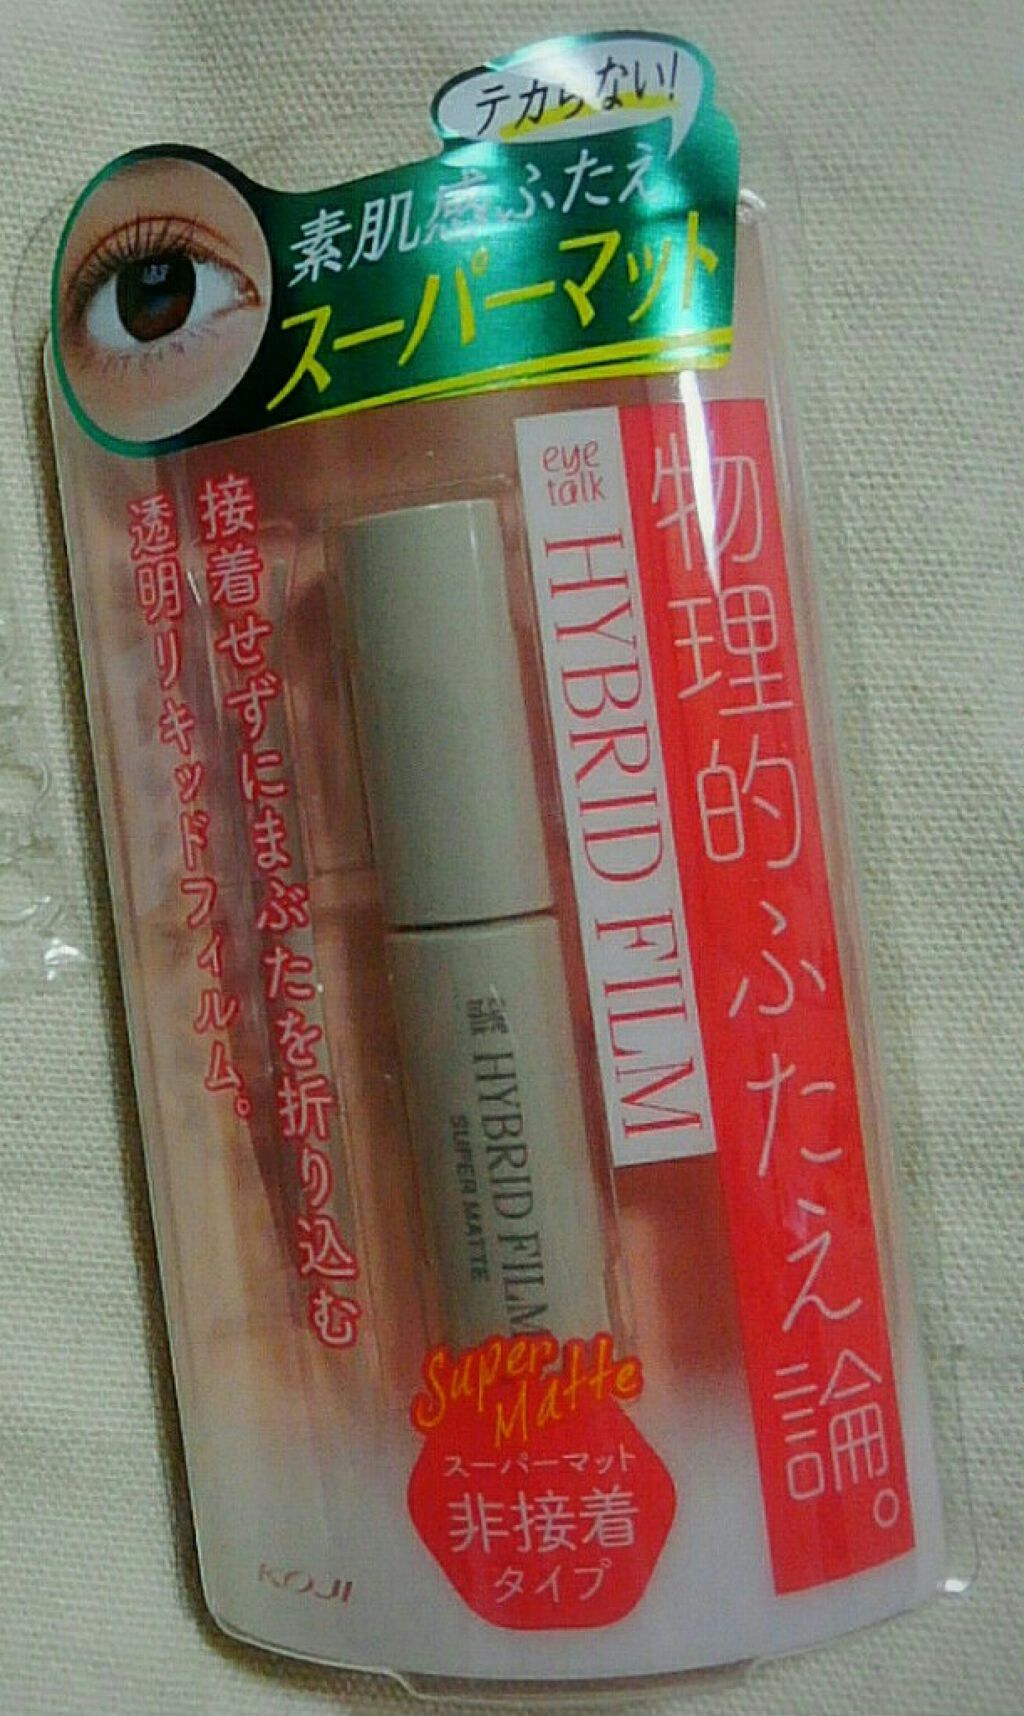 テカらない!
素肌感ふたえ
スーパーマット
物理的ふたえ論。
eye
talk
HYBRID FILM
接着せずにまぶたを折り込む
透明リキッドフィルム。
eye
talk
HYBRID FILM
SUPER MATTE
Super
Matte
スーパーマット
非接着
タイプ
KOJI